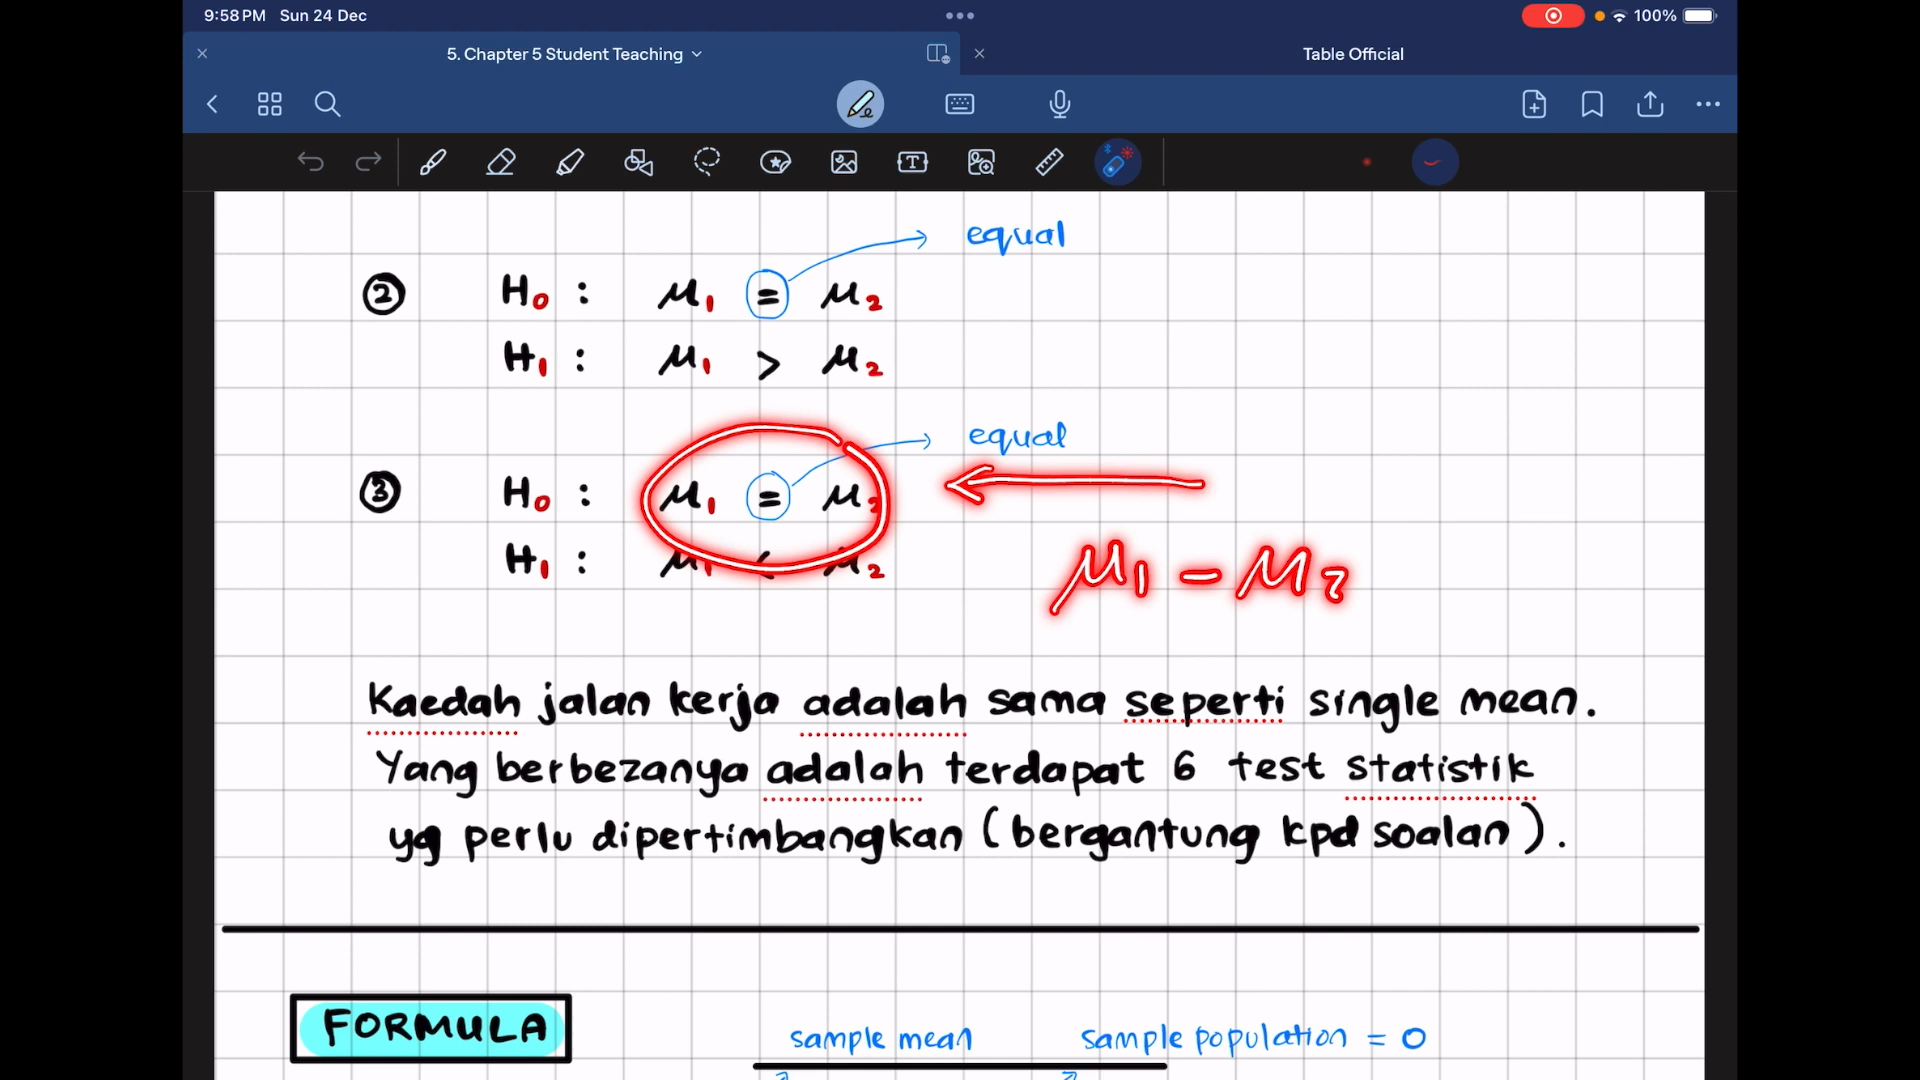 9:58 PM Sun 24 Dec
100%
5. Chapter 5 Student Teaching
Table Official
equal
② H₀ : μ₁ = μ₂
H₁ : μ₁ > μ₂
equal
③ H₀ : μ₁ = μ₂
H₁ : μ₁ < μ₂
μ₁ - μ₂
Kaedah jalan kerja adalah sama seperti single mean.
Yang berbezanya adalah terdapat 6 test statistik
yg perlu dipertimbangkan (bergantung kpd soalan).
FORMULA
sample mean
sample population = 0